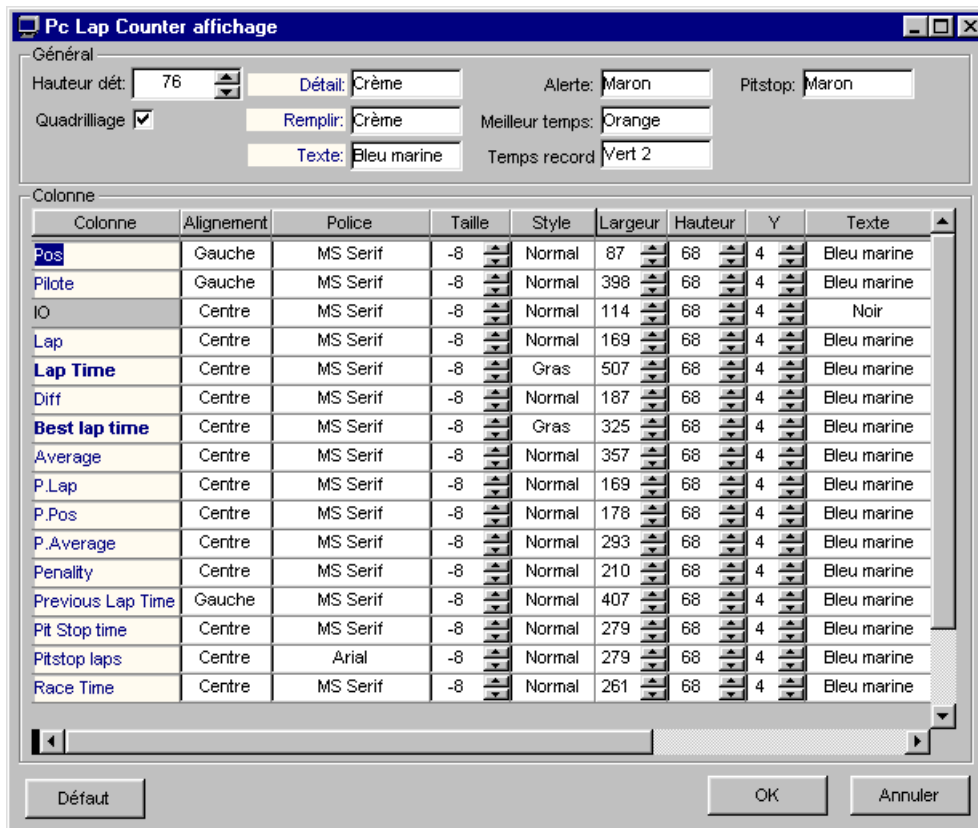 Pc Lap Counter affichage
Général
Hauteur dét: 76 Détail: Crème Alerte: Maron Pitstop: Maron
Quadrilliage Remplir: Crème Meilleur temps: Orange
Texte: Bleu marine Temps record Vert 2
Colonne
Colonne Alignement Police Taille Style Largeur Hauteur Y Texte
Pos Gauche MS Serif -8 Normal 87 68 4 Bleu marine
Pilote Gauche MS Serif -8 Normal 398 68 4 Bleu marine
IO Centre MS Serif -8 Normal 114 68 4 Noir
Lap Centre MS Serif -8 Normal 169 68 4 Bleu marine
Lap Time Centre MS Serif -8 Gras 507 68 4 Bleu marine
Diff Centre MS Serif -8 Normal 187 68 4 Bleu marine
Best lap time Centre MS Serif -8 Gras 325 68 4 Bleu marine
Average Centre MS Serif -8 Normal 357 68 4 Bleu marine
P.Lap Centre MS Serif -8 Normal 169 68 4 Bleu marine
P.Pos Centre MS Serif -8 Normal 178 68 4 Bleu marine
P.Average Centre MS Serif -8 Normal 293 68 4 Bleu marine
Penality Centre MS Serif -8 Normal 210 68 4 Bleu marine
Previous Lap Time Gauche MS Serif -8 Normal 407 68 4 Bleu marine
Pit Stop time Centre MS Serif -8 Normal 279 68 4 Bleu marine
Pitstop laps Centre Arial -8 Normal 279 68 4 Bleu marine
Race Time Centre MS Serif -8 Normal 261 68 4 Bleu marine
Défaut OK Annuler